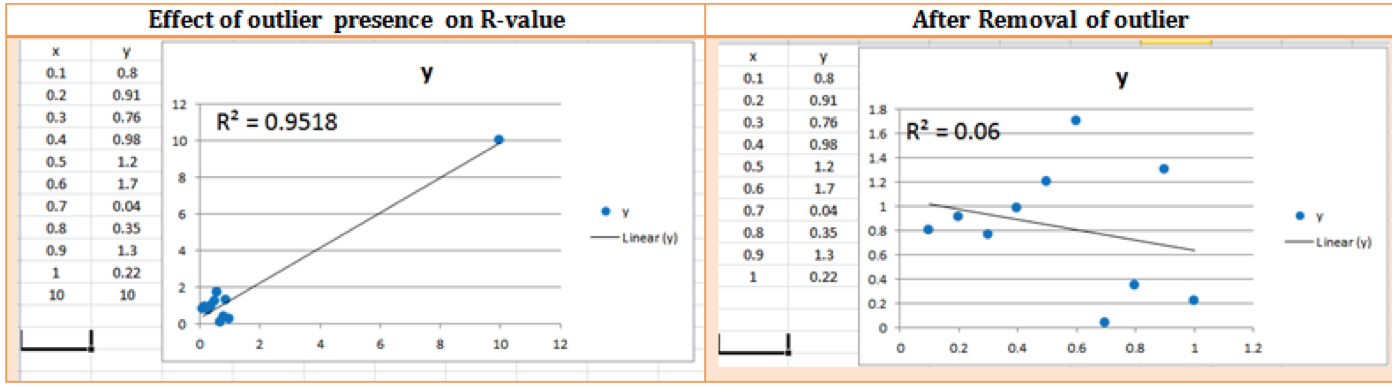 Effect of outlier presence on R-value
x y
0.1 0.8
0.2 0.91
0.3 0.76
0.4 0.98
0.5 1.2
0.6 1.7
0.7 0.04
0.8 0.35
0.9 1.3
1 0.22
10 10
y
R² = 0.9518
12
10
8
6
4
2
0
0 2 4 6 8 10 12
y
Linear (y)
After Removal of outlier
x y
0.1 0.8
0.2 0.91
0.3 0.76
0.4 0.98
0.5 1.2
0.6 1.7
0.7 0.04
0.8 0.35
0.9 1.3
1 0.22
y
R² = 0.06
1.8
1.6
1.4
1.2
1
0.8
0.6
0.4
0.2
0
0 0.2 0.4 0.6 0.8 1 1.2
y
Linear (y)